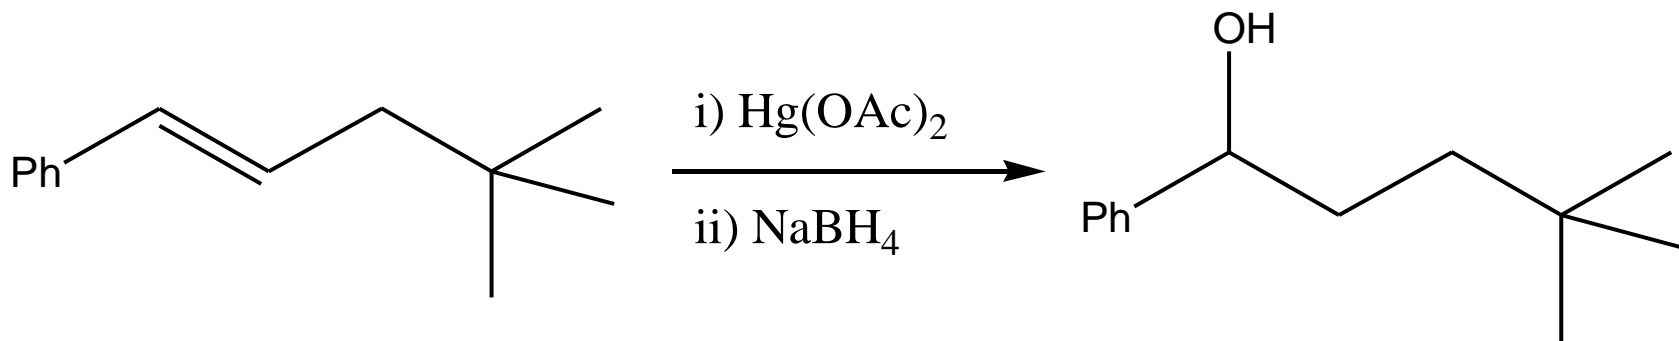 OH
i) Hg(OAc)₂
Ph
ii) NaBH₄
Ph